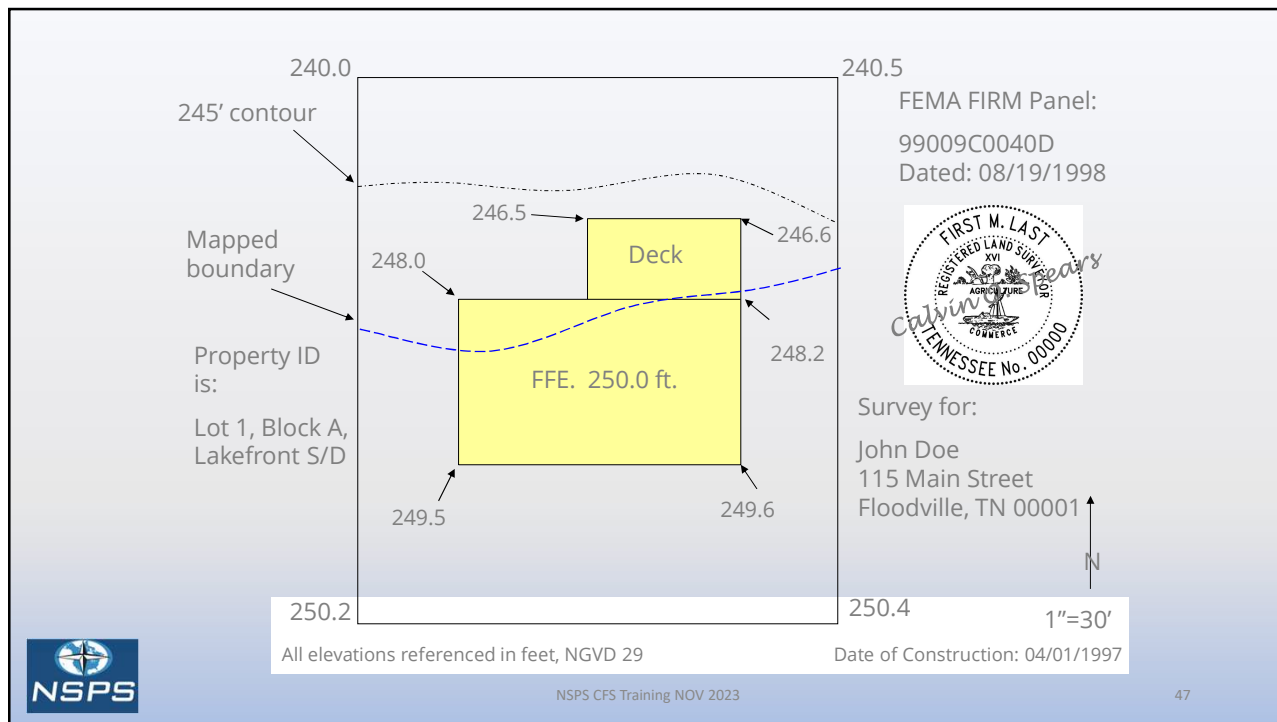 240.0
240.5
245’ contour
FEMA FIRM Panel:
99009C0040D
Dated: 08/19/1998
246.5
246.6
Deck
Mapped
boundary
248.0
FIRST M. LAST
REGISTERED LAND SURVEYOR
XVI
AGRICULTURE
COMMERCE
TENNESSEE No. 00000
Calvin Q. Spears
248.2
Property ID
is:
Lot 1, Block A,
Lakefront S/D
FFE. 250.0 ft.
Survey for:
John Doe
115 Main Street
Floodville, TN 00001
249.5
249.6
N
250.2
250.4
1”=30’
All elevations referenced in feet, NGVD 29
Date of Construction: 04/01/1997
NSPS
NSPS CFS Training NOV 2023
47